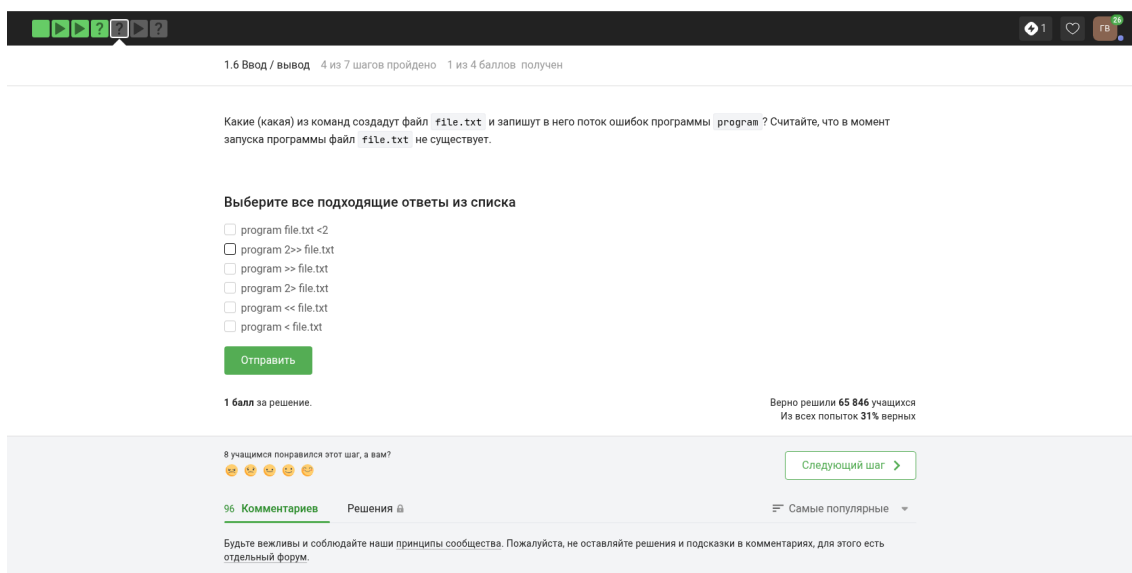 ?
?
?
1
ГВ
26
1.6 Ввод / вывод 4 из 7 шагов пройдено 1 из 4 баллов получен
Какие (какая) из команд создадут файл file.txt и запишут в него поток ошибок программы program ? Считайте, что в момент
запуска программы файл file.txt не существует.
Выберите все подходящие ответы из списка
program file.txt <2
program 2>> file.txt
program >> file.txt
program 2> file.txt
program << file.txt
program < file.txt
Отправить
1 балл за решение.
Верно решили 65 846 учащихся
Из всех попыток 31% верных
8 учащимся понравился этот шаг, а вам?
Следующий шаг
96 Комментариев Решения
Самые популярные
Будьте вежливы и соблюдайте наши принципы сообщества. Пожалуйста, не оставляйте решения и подсказки в комментариях, для этого есть
отдельный форум.